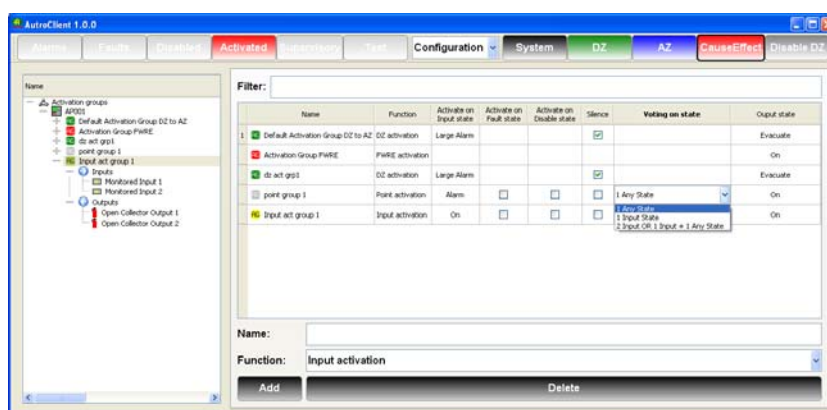 AutroClient 1.0.0
Alarms Faults Disabled Activated Supervisory Test Configuration System DZ AZ CauseEffect Disable DZ
Name
Activation groups
AP001
Default Activation Group DZ to AZ
Activation Group FWRE
dz act grp1
point group 1
Input act group 1
Inputs
Monitored Input 1
Monitored Input 2
Outputs
Open Collector Output 1
Open Collector Output 2
Filter:
Name Function Activate on Input state Activate on Fault state Activate on Disable state Silence Voting on state Ouput state
1 Default Activation Group DZ to AZ DZ activation Large Alarm Evacuate
Activation Group FWRE FWRE activation On
dz act grp1 DZ activation Large Alarm Evacuate
point group 1 Point activation Alarm 1 Any State On
AG Input act group 1 Input activation On On
1 Any State
1 Input State
2 Input OR 1 Input + 1 Any State
Name:
Function: Input activation
Add Delete